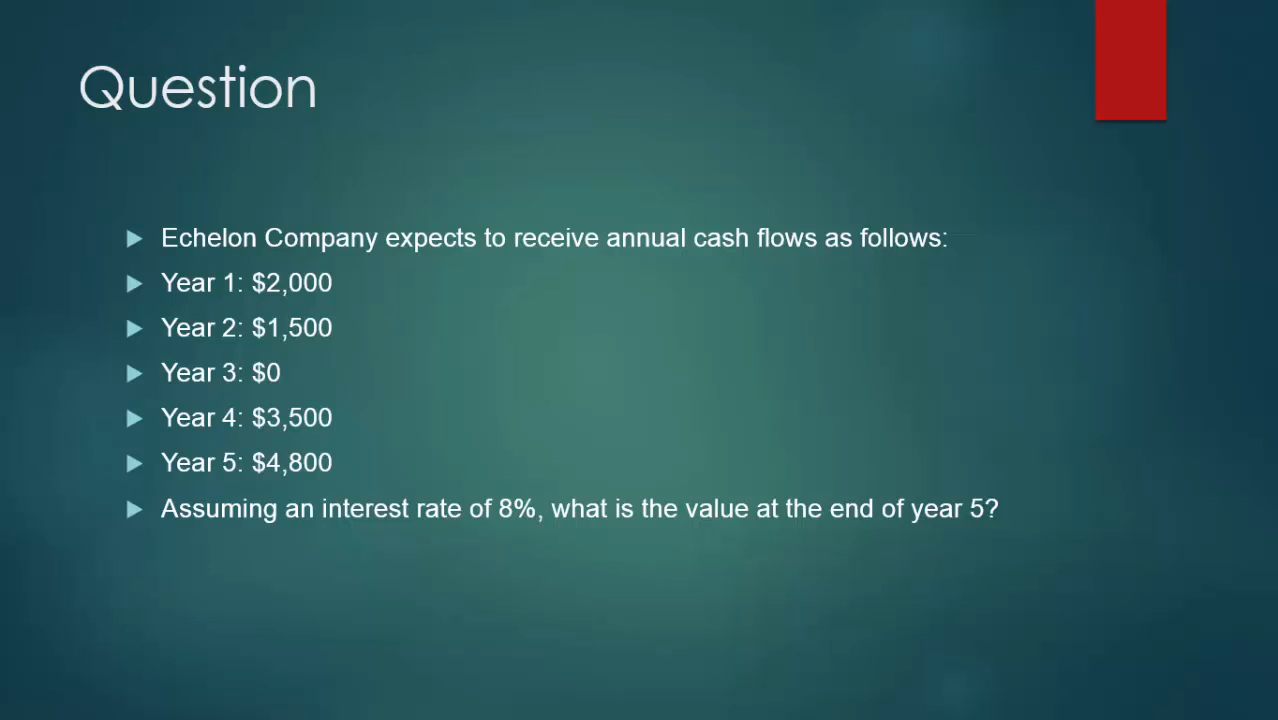 Question
Echelon Company expects to receive annual cash flows as follows:
Year 1: $2,000
Year 2: $1,500
Year 3: $0
Year 4: $3,500
Year 5: $4,800
Assuming an interest rate of 8%, what is the value at the end of year 5?